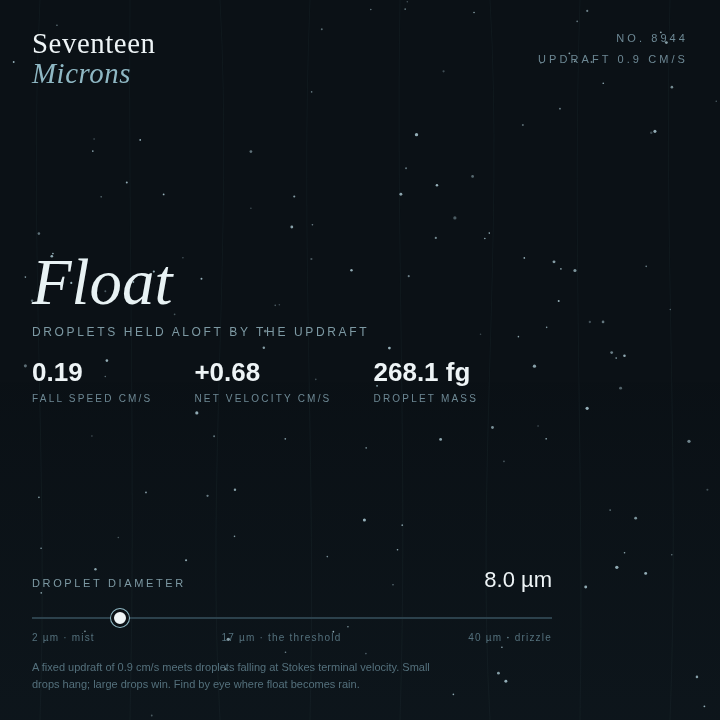 Seventeen
Microns
NO. 8944
UPDRAFT 0.9 CM/S
Float
DROPLETS HELD ALOFT BY THE UPDRAFT
0.19 +0.68 268.1 fg
FALL SPEED CM/S NET VELOCITY CM/S DROPLET MASS
DROPLET DIAMETER 8.0 µm
2 µm · mist 17 µm · the threshold 40 µm · drizzle
A fixed updraft of 0.9 cm/s meets droplets falling at Stokes terminal velocity. Small
drops hang; large drops win. Find by eye where float becomes rain.